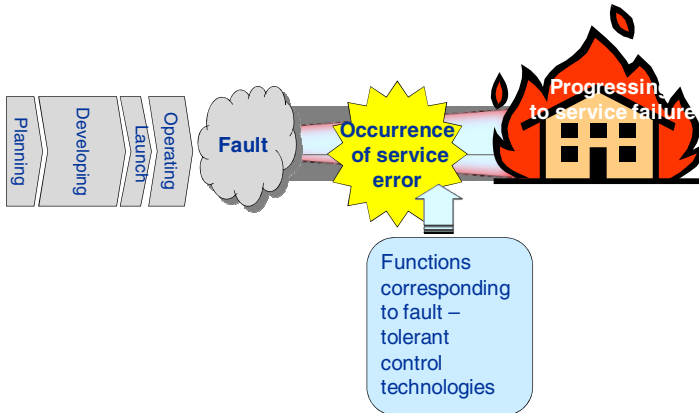 Planning
Developing
Launch
Operating
Fault
Occurrence
of service
error
Progressing
to service failure
Functions
corresponding
to fault –
tolerant
control
technologies